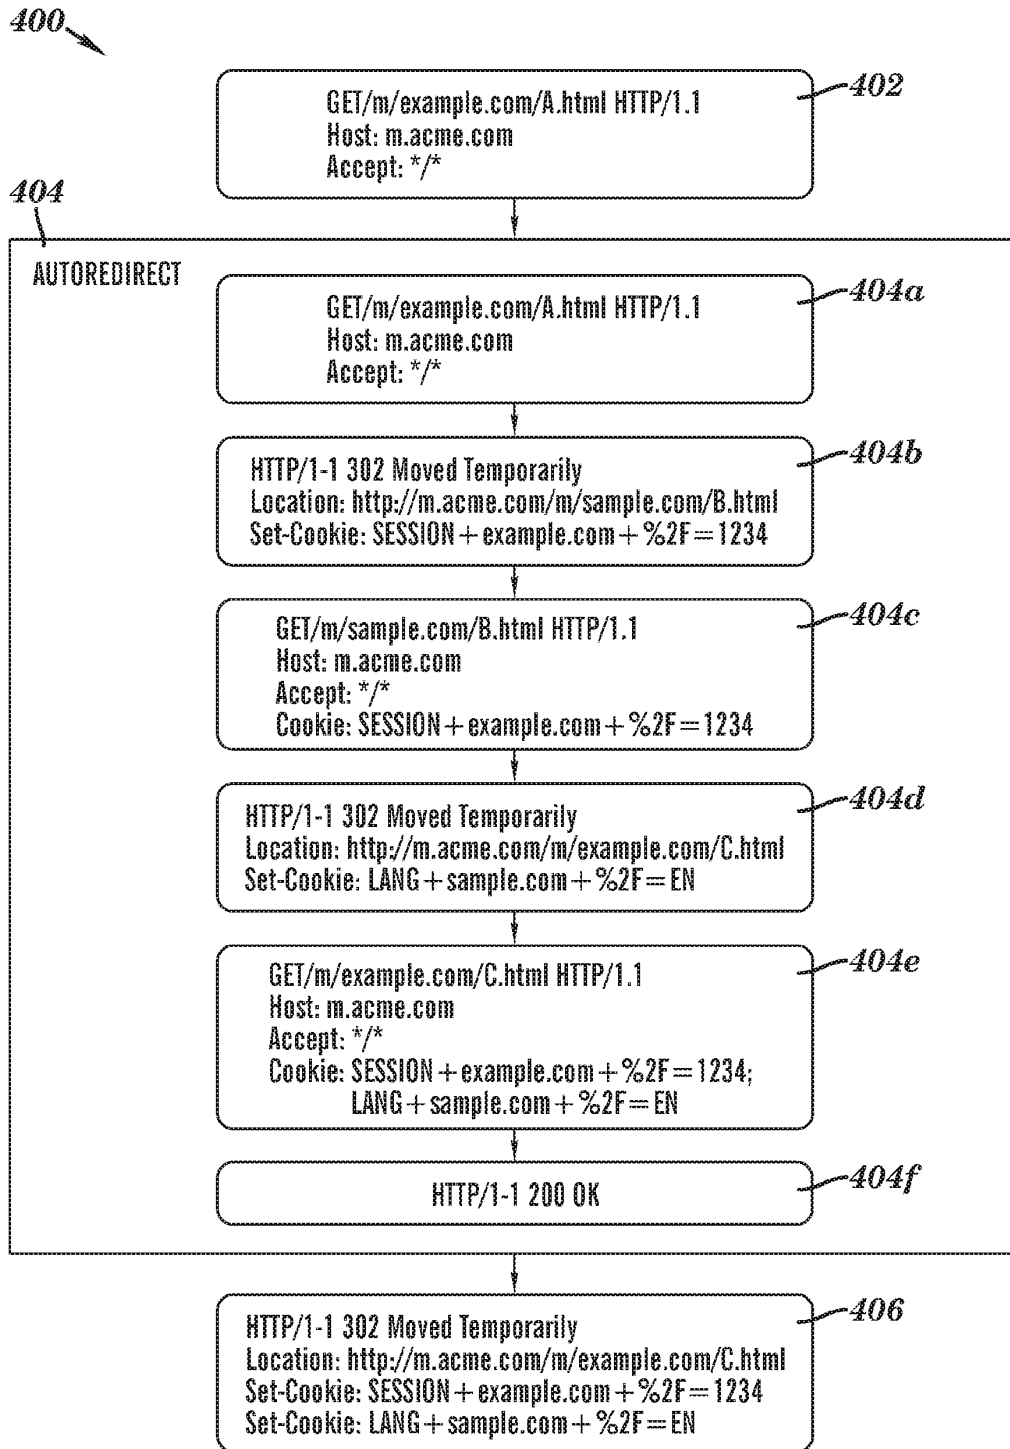 400
402
GET/m/example.com/A.html HTTP/1.1
Host: m.acme.com
Accept: */*
404
AUTOREDIRECT
404a
GET/m/example.com/A.html HTTP/1.1
Host: m.acme.com
Accept: */*
404b
HTTP/1-1 302 Moved Temporarily
Location: http://m.acme.com/m/sample.com/B.html
Set-Cookie: SESSION+example.com+%2F=1234
404c
GET/m/sample.com/B.html HTTP/1.1
Host: m.acme.com
Accept: */*
Cookie: SESSION+example.com+%2F=1234
404d
HTTP/1-1 302 Moved Temporarily
Location: http://m.acme.com/m/example.com/C.html
Set-Cookie: LANG+sample.com+%2F=EN
404e
GET/m/example.com/C.html HTTP/1.1
Host: m.acme.com
Accept: */*
Cookie: SESSION+example.com+%2F=1234;
LANG+sample.com+%2F=EN
404f
HTTP/1-1 200 OK
406
HTTP/1-1 302 Moved Temporarily
Location: http://m.acme.com/m/example.com/C.html
Set-Cookie: SESSION+example.com+%2F=1234
Set-Cookie: LANG+sample.com+%2F=EN